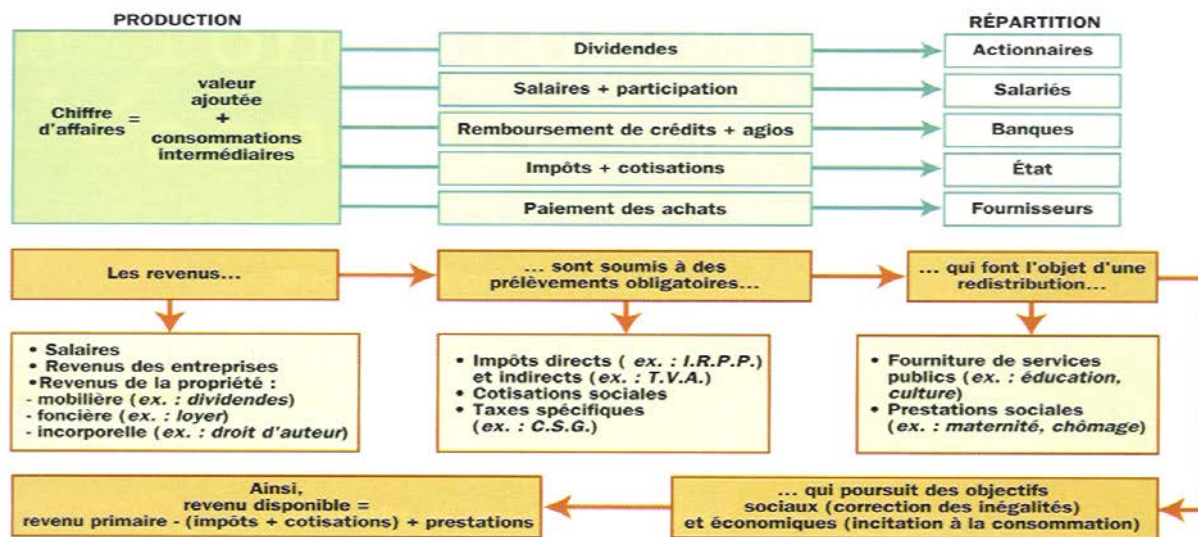 PRODUCTION
RÉPARTITION
Chiffre
d'affaires
=
valeur
ajoutée
+
consommations
intermédiaires
Dividendes
Actionnaires
Salaires + participation
Salariés
Remboursement de crédits + agios
Banques
Impôts + cotisations
État
Paiement des achats
Fournisseurs
Les revenus...
... sont soumis à des
prélèvements obligatoires...
... qui font l'objet d'une
redistribution...
• Salaires
• Revenus des entreprises
•Revenus de la propriété :
- mobilière (ex. : dividendes)
- foncière (ex. : loyer)
- incorporelle (ex. : droit d'auteur)
• Impôts directs ( ex. : I.R.P.P.)
et indirects (ex. : T.V.A.)
• Cotisations sociales
• Taxes spécifiques
(ex. : C.S.G.)
• Fourniture de services
publics (ex. : éducation,
culture)
• Prestations sociales
(ex. : maternité, chômage)
... qui poursuit des objectifs
sociaux (correction des inégalités)
et économiques (incitation à la consommation)
Ainsi,
revenu disponible =
revenu primaire - (impôts + cotisations) + prestations